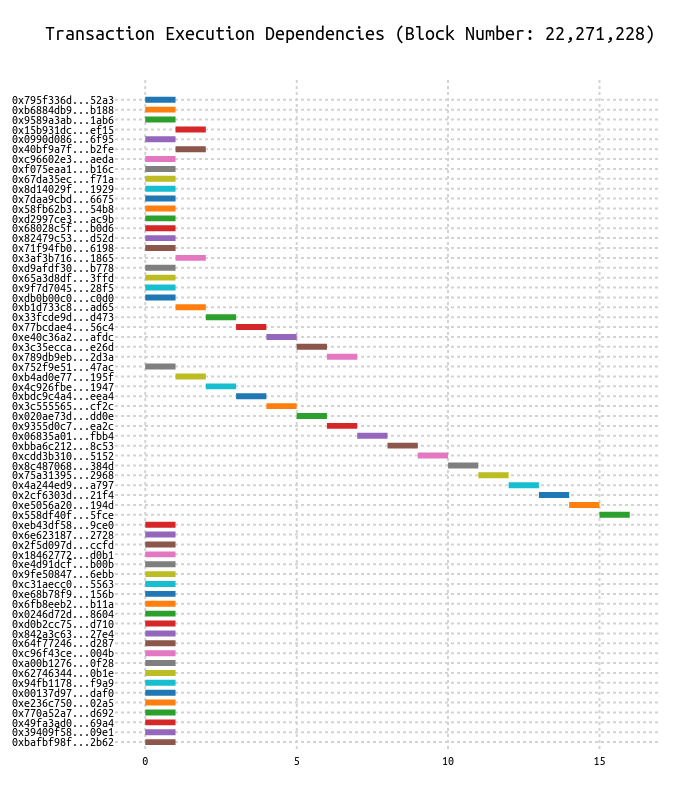 Transaction Execution Dependencies (Block Number: 22,271,228)
0x795f336d...52a3
0xb6884db9...b188
0x9589a3ab...1ab6
0x15b931dc...ef15
0x0990d086...6f95
0x40bf9a7f...b2fe
0xc96602e3...aeda
0xf075eaa1...b16c
0x67da35ec...f71a
0x8d14029f...1929
0x7daa9cbd...6675
0x58fb62b3...54b8
0xd2997ce3...ac9b
0x68028c5f...b0d6
0x82479c53...d52d
0x71f94fb0...6198
0x3af3b716...1865
0xd9afdf30...b778
0x65a3d8df...3ffd
0x9f7d7045...28f5
0xdb0b00c0...c0d0
0xb1d733c8...ad65
0x33fcde9d...d473
0x77bcdae4...56c4
0xe40c36a2...afdc
0x3c35ecca...e26d
0x789db9eb...2d3a
0x752f9e51...47ac
0xb4ad0e77...195f
0x4c926fbe...1947
0xbdc9c4a4...eea4
0x3c555565...cf2c
0x020ae73d...dd0e
0x9355d0c7...ea2c
0x06835a01...fbb4
0xbba6c212...8c53
0xcdd3b310...5152
0x8c487068...384d
0x75a31395...2968
0x4a244ed9...a797
0x2cf6303d...21f4
0xe5056a20...194d
0x558df40f...5fce
0xeb43df58...9ce0
0x6e623187...2728
0x2f5d097d...ccfd
0x18462772...d0b1
0xe4d91dcf...b00b
0x9fe50847...6ebb
0xc31aecc0...5563
0xe68b78f9...156b
0x6fb8eeb2...b11a
0x0246d72d...8604
0xd0b2cc75...d710
0x842a3c63...27e4
0x64f77246...d287
0xc96f43ce...004b
0xa00b1276...0f28
0x62746344...0b1e
0x94fb1178...f9a9
0x00137d97...daf0
0xe236c750...02a5
0x770a52a7...d692
0x49fa3ad0...69a4
0x39409f58...09e1
0xbafbf98f...2b62
0 5 10 15